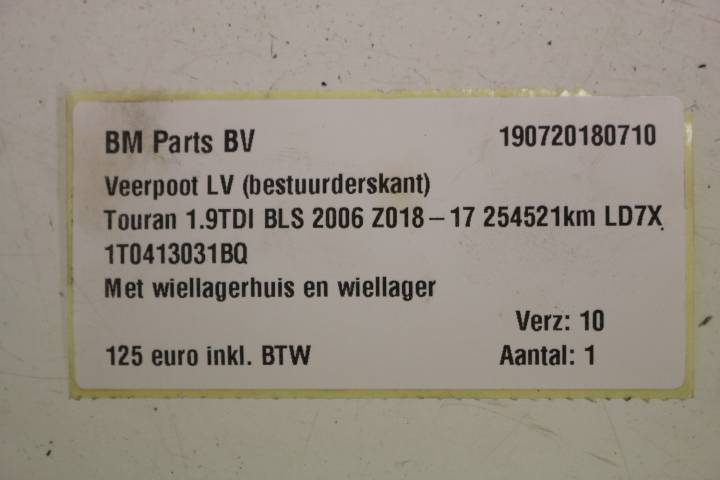 BM Parts BV 190720180710
Veerpoot LV (bestuurderskant)
Touran 1.9TDI BLS 2006 Z018 – 17 254521km LD7X
1T0413031BQ
Met wiellagerhuis en wiellager
Verz: 10
125 euro inkl. BTW Aantal: 1